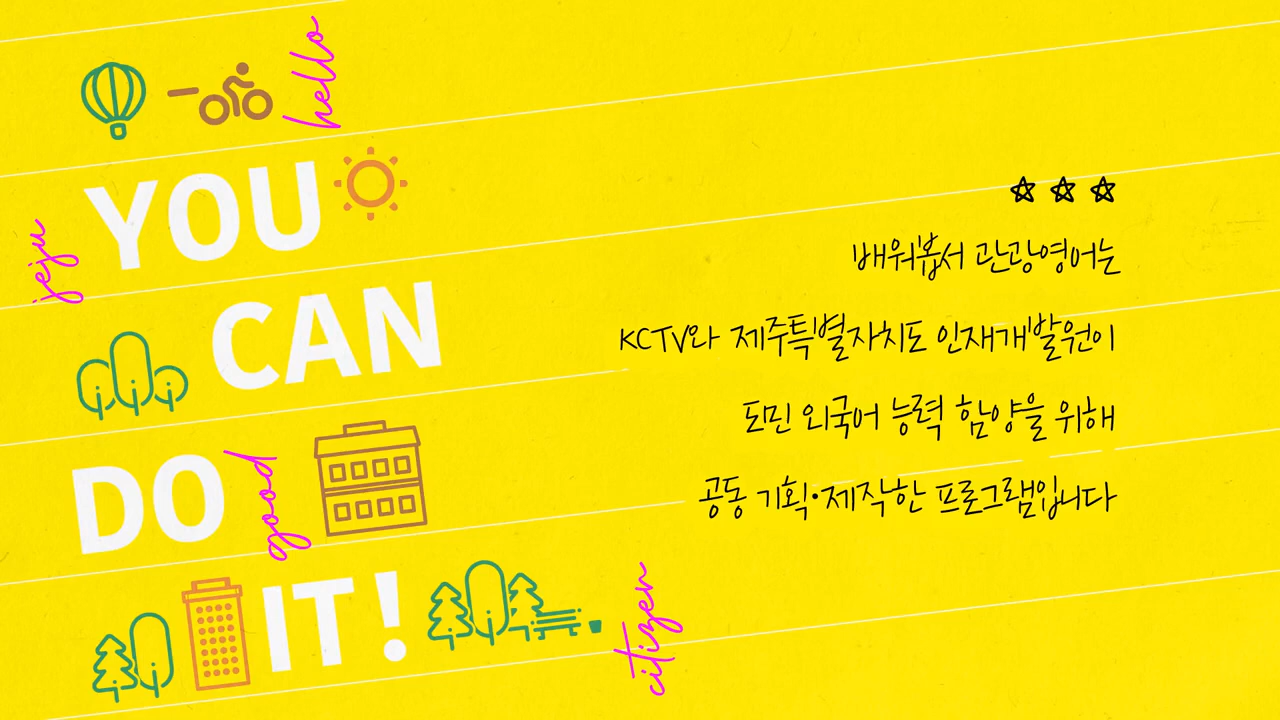 hello
YOU
jeju
CAN
DO
good
IT!
citizen
배워봅서 관광영어는
KCTV와 제주특별자치도 인재개발원이
도민 외국어 능력 함양을 위해
공동 기획·제작한 프로그램입니다